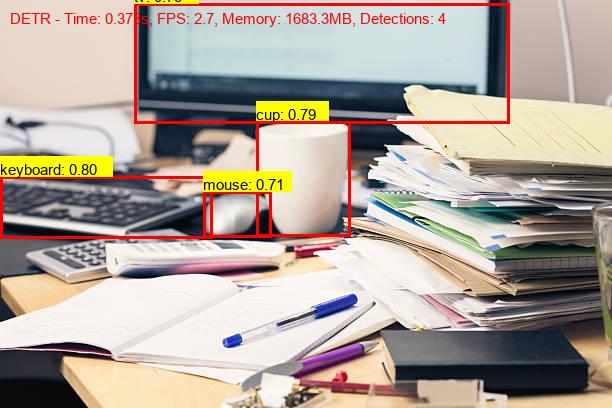 DETR - Time: 0.373s, FPS: 2.7, Memory: 1683.3MB, Detections: 4
cup: 0.79
keyboard: 0.80
mouse: 0.71